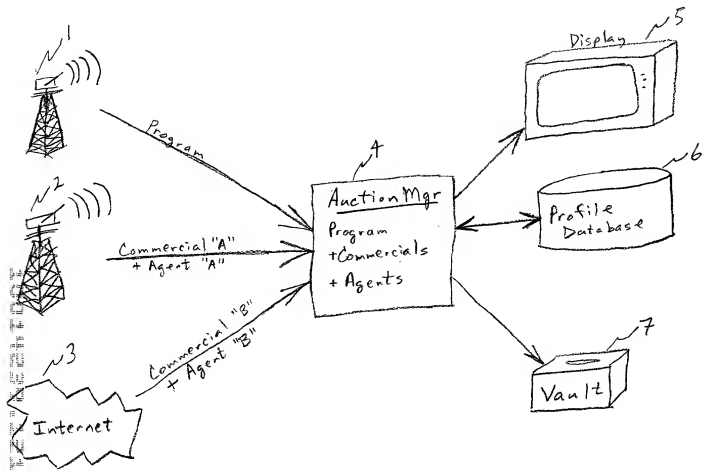 1
5
Display
Program
2
4
6
Auction Mgr
Program
+Commercials
+ Agents
Profile
Database
Commercial "A"
+ Agent "A"
Commercial "B"
+ Agent "B"
3
7
Internet
Vault